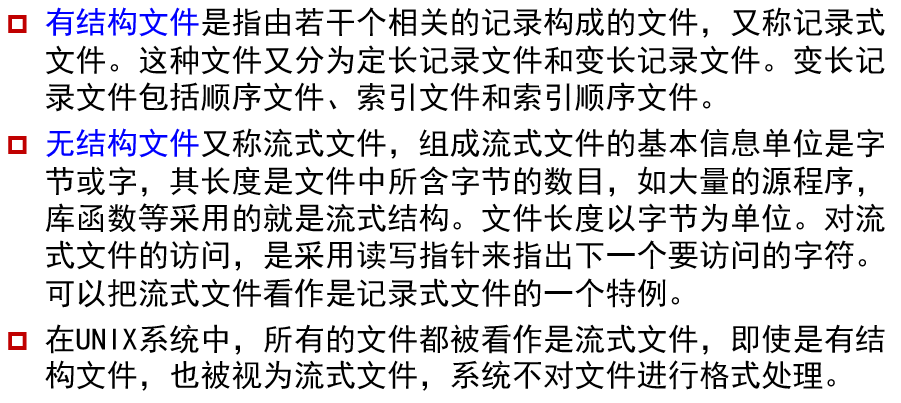 有结构文件是指由若干个相关的记录构成的文件，又称记录式
文件。这种文件又分为定长记录文件和变长记录文件。变长记
录文件包括顺序文件、索引文件和索引顺序文件。
无结构文件又称流式文件，组成流式文件的基本信息单位是字
节或字，其长度是文件中所含字节的数目，如大量的源程序，
库函数等采用的就是流式结构。文件长度以字节为单位。对流
式文件的访问，是采用读写指针来指出下一个要访问的字符。
可以把流式文件看作是记录式文件的一个特例。
在UNIX系统中，所有的文件都被看作是流式文件，即使是有结
构文件，也被视为流式文件，系统不对文件进行格式处理。